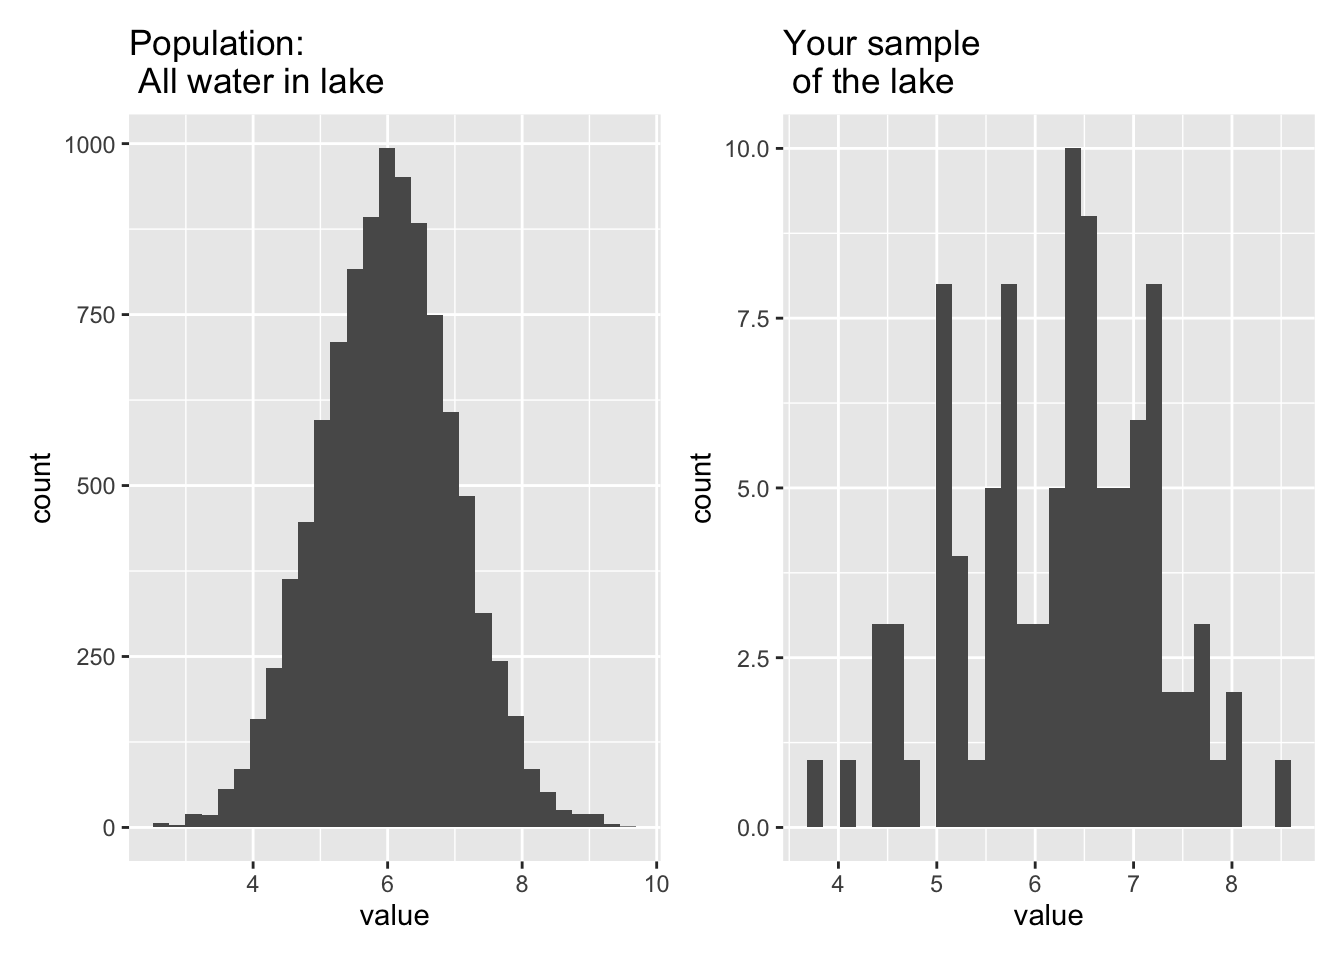 Population:
All water in lake
1000
750
500
250
0
count
4 6 8 10
value
Your sample
of the lake
10.0
7.5
5.0
2.5
0.0
count
4 5 6 7 8
value